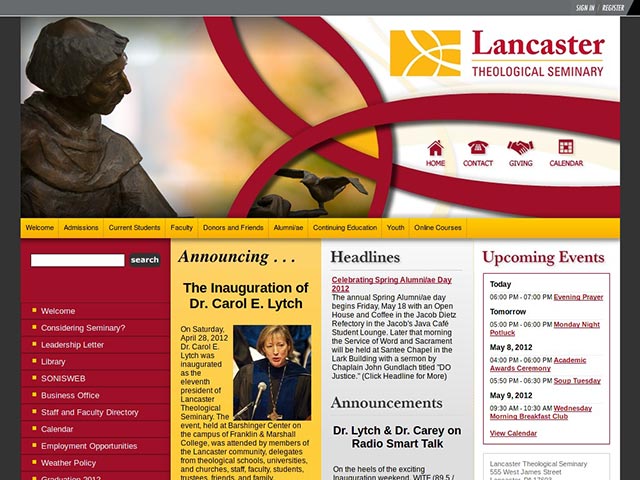 SIGN IN / REGISTER
Lancaster
THEOLOGICAL SEMINARY
HOME CONTACT GIVING CALENDAR
Welcome Admissions Current Students Faculty Donors and Friends Alumni/ae Continuing Education Youth Online Courses
search
Welcome
Considering Seminary?
Leadership Letter
Library
SONISWEB
Business Office
Staff and Faculty Directory
Calendar
Employment Opportunities
Weather Policy
Graduation 2012
Announcing . . .
The Inauguration of
Dr. Carol E. Lytch
On Saturday,
April 28, 2012
Dr. Carol E.
Lytch was
inaugurated
as the
eleventh
president of
Lancaster
Theological
Seminary. The
event, held at Barshinger Center on
the campus of Franklin & Marshall
College, was attended by members of
the Lancaster community, delegates
from theological schools, universities,
and churches, staff, faculty, students,
trustees, friends, and family.
Headlines
Celebrating Spring Alumni/ae Day
2012
The annual Spring Alumni/ae day
begins Friday, May 18 with an Open
House and Coffee in the Jacob Dietz
Refectory in the Jacob's Java Café
Student Lounge. Later that morning
the Service of Word and Sacrament
will be held at Santee Chapel in the
Lark Building with a sermon by
Chaplain John Gundlach titled "DO
Justice." (Click Headline for More)
Announcements
Dr. Lytch & Dr. Carey on
Radio Smart Talk
On the heels of the exciting
Inauguration weekend, WITF (89.5 /
Upcoming Events
Today
06:00 PM - 07:00 PM Evening Prayer
Tomorrow
05:00 PM - 06:30 PM Monday Night
Potluck
May 8, 2012
04:00 PM - 06:00 PM Academic
Awards Ceremony
05:50 PM - 06:30 PM Soup Tuesday
May 9, 2012
09:30 AM - 10:30 AM Wednesday
Morning Breakfast Club
View Calendar
Lancaster Theological Seminary
555 West James Street
Lancaster, PA 17603